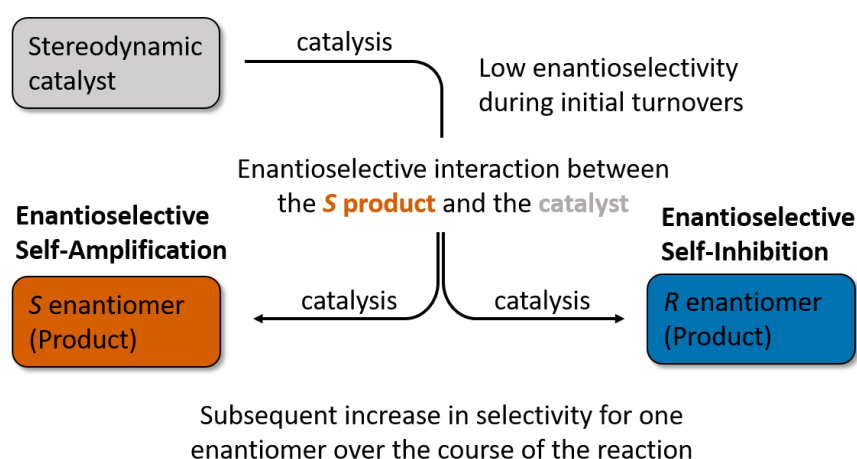 Stereodynamic
catalyst
catalysis
Low enantioselectivity
during initial turnovers
Enantioselective interaction between
the S product and the catalyst
Enantioselective
Self-Amplification
Enantioselective
Self-Inhibition
S enantiomer
(Product)
catalysis
catalysis
R enantiomer
(Product)
Subsequent increase in selectivity for one
enantiomer over the course of the reaction